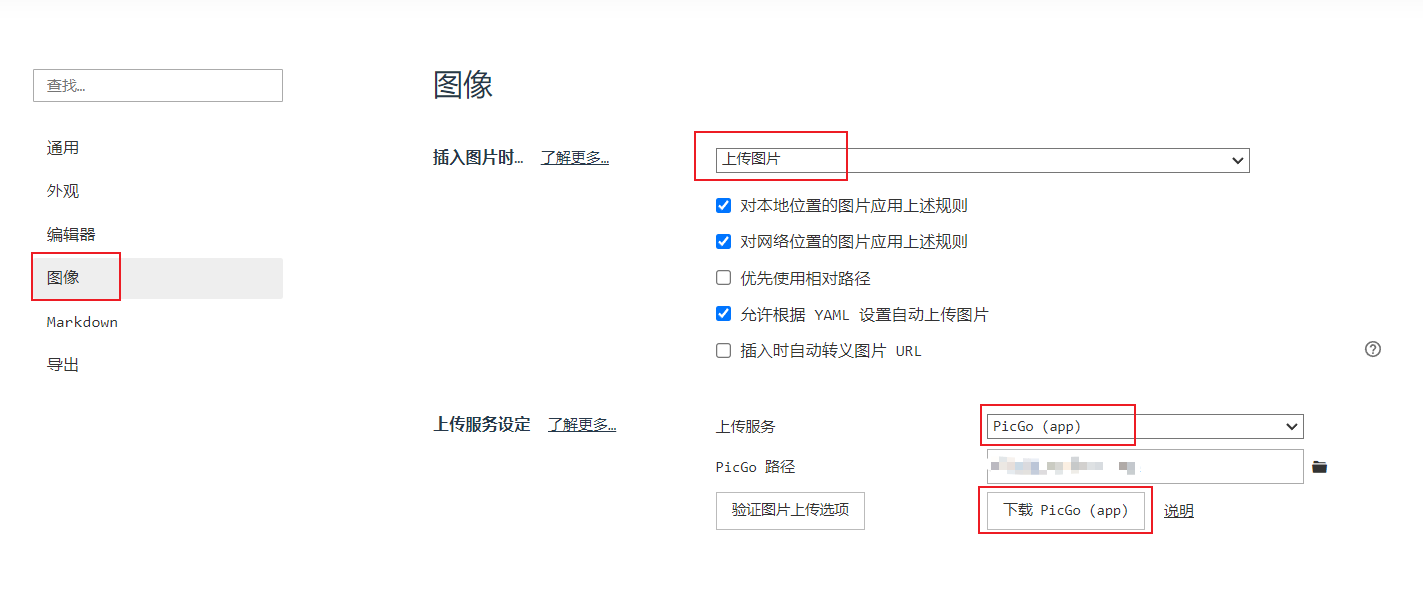 查找…
通用
外观
编辑器
图像
Markdown
导出
图像
插入图片时… 了解更多… 上传图片
对本地位置的图片应用上述规则
对网络位置的图片应用上述规则
优先使用相对路径
允许根据 YAML 设置自动上传图片
插入时自动转义图片 URL
上传服务设定 了解更多… 上传服务 PicGo (app)
PicGo 路径
验证图片上传选项 下载 PicGo (app) 说明